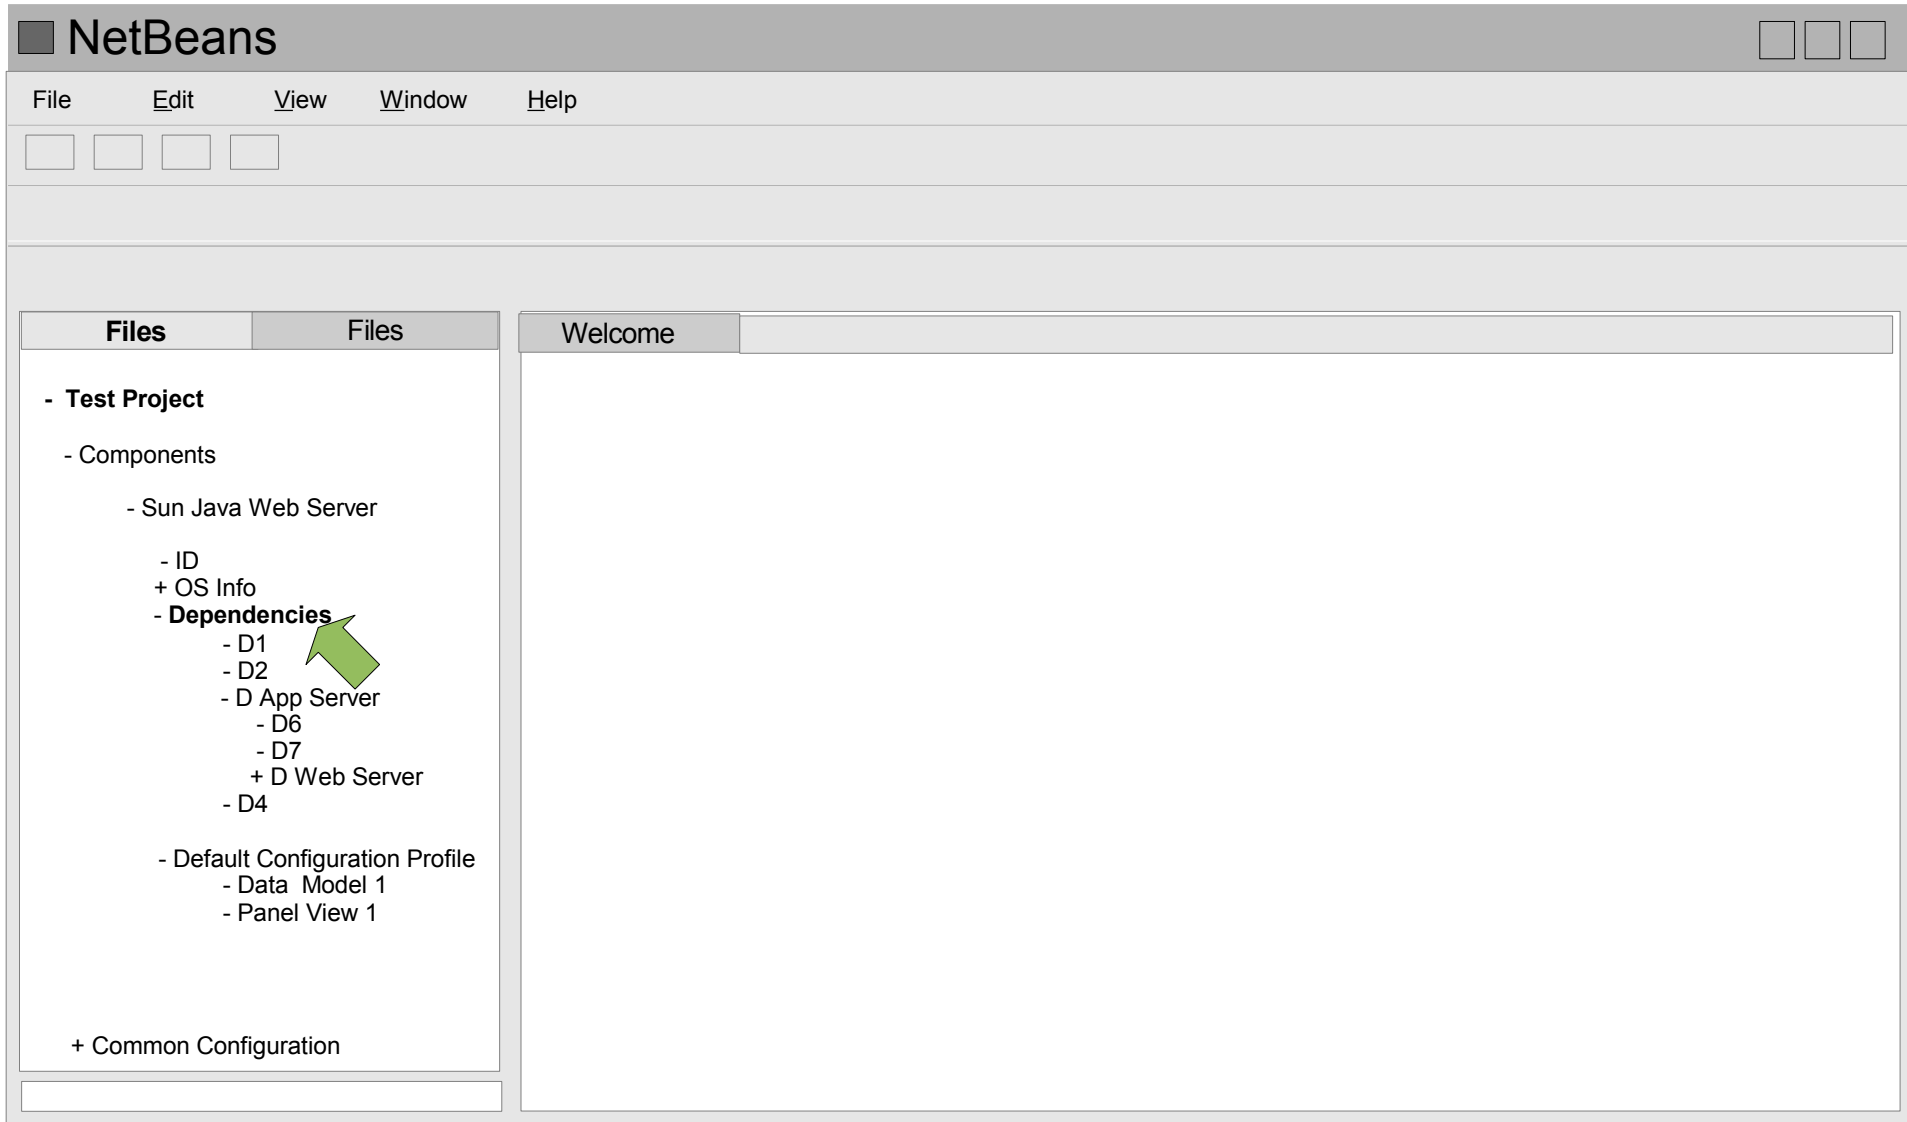 NetBeans
File Edit View Window Help
Files Files Welcome
- Test Project
- Components
- Sun Java Web Server
- ID
+ OS Info
- Dependencies
- D1
- D2
- D App Server
- D6
- D7
+ D Web Server
- D4
- Default Configuration Profile
- Data Model 1
- Panel View 1
+ Common Configuration